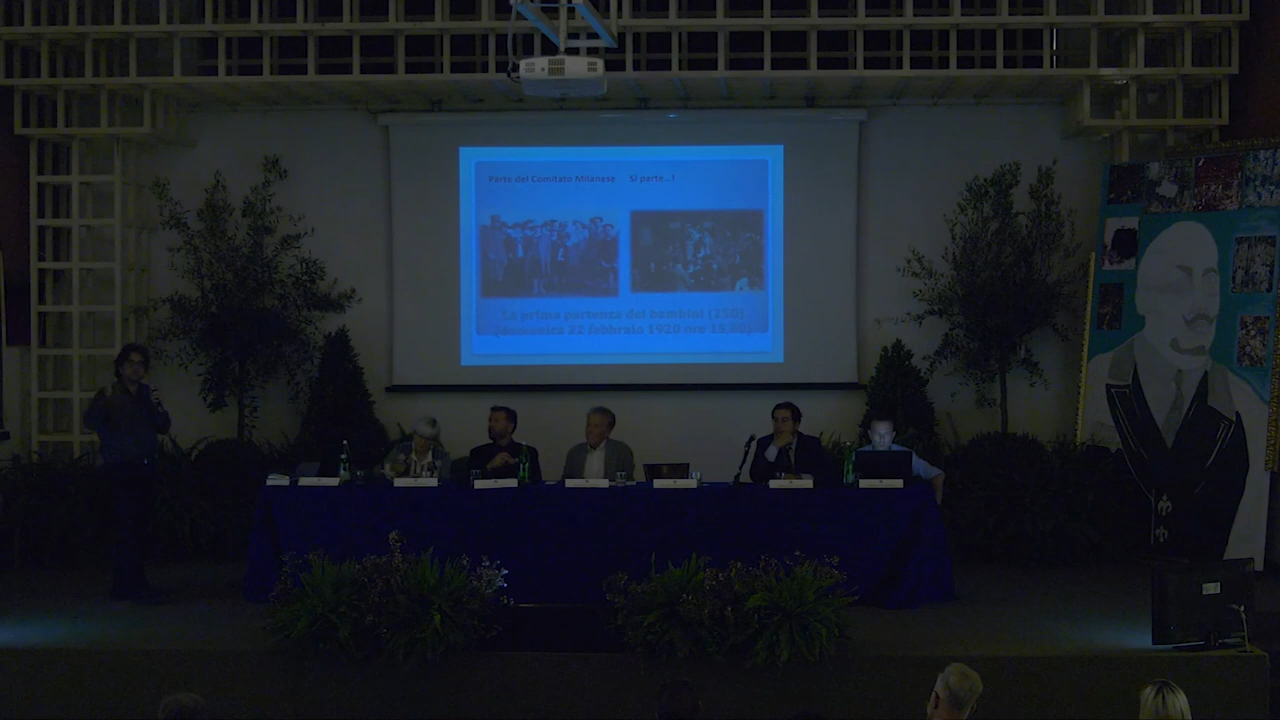 Parte del Comitato Milanese Si parte...!
La prima partenza dei bambini (250)
(domenica 22 febbraio 1920 ore 15,30)